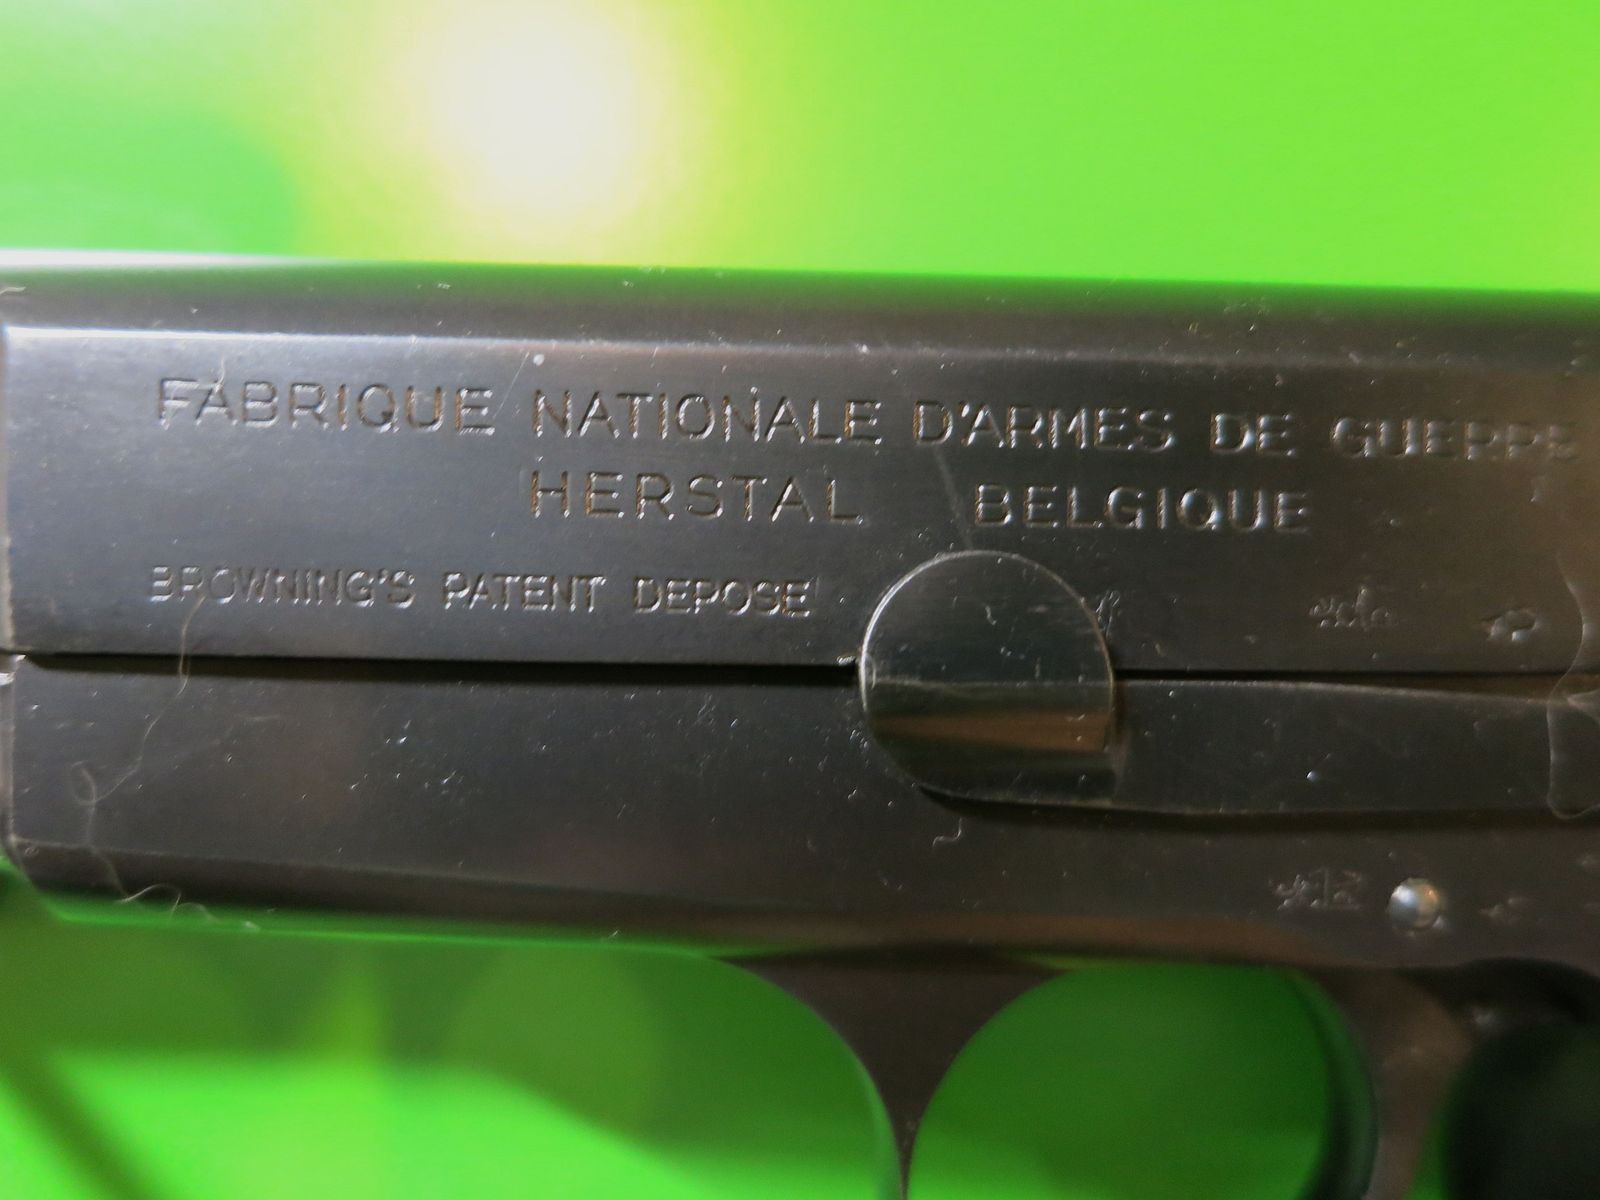 FABRIQUE NATIONALE D'ARMES DE GUERRE
HERSTAL BELGIQUE
BROWNING'S PATENT DEPOSE